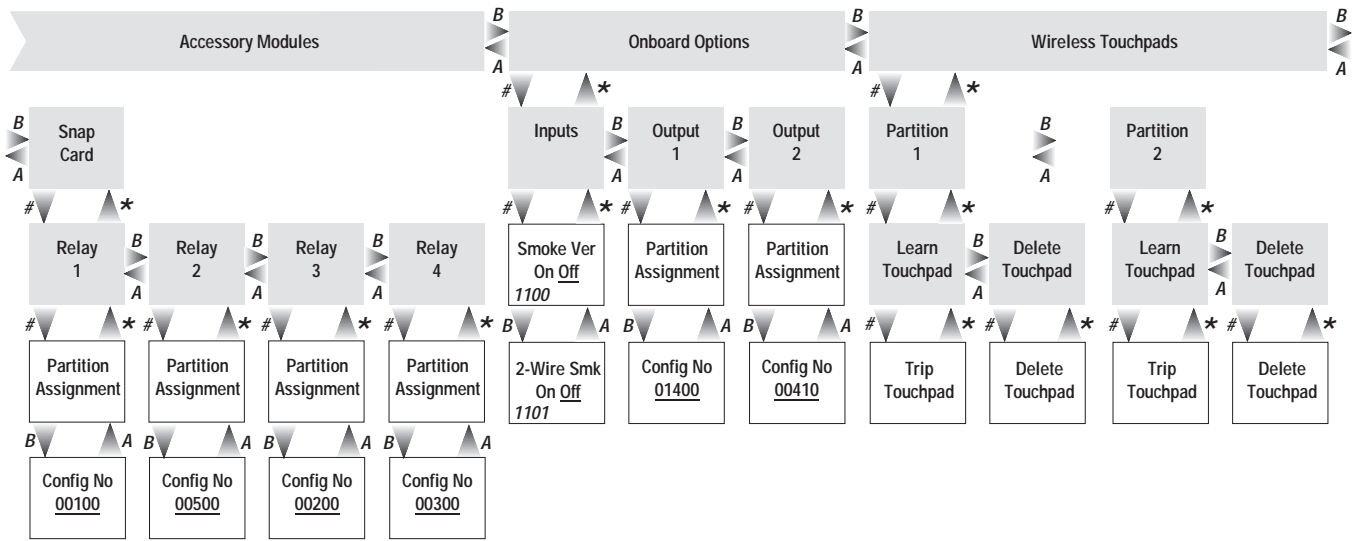 Accessory Modules
B
A
Onboard Options
B
A
Wireless Touchpads
B
A
#
*
#
*
B
A
Snap
Card
Inputs
B
A
Output
1
B
A
Output
2
Partition
1
B
A
Partition
2
#
*
#
*
#
*
#
*
#
*
#
*
Relay
1
B
A
Relay
2
B
A
Relay
3
B
A
Relay
4
Smoke Ver
On Off
1100
Partition
Assignment
Partition
Assignment
Learn
Touchpad
B
A
Delete
Touchpad
Learn
Touchpad
B
A
Delete
Touchpad
#
*
#
*
#
*
#
*
B
A
B
A
B
A
#
*
#
*
#
*
#
*
Partition
Assignment
Partition
Assignment
Partition
Assignment
Partition
Assignment
2-Wire Smk
On Off
1101
Config No
01400
Config No
00410
Trip
Touchpad
Delete
Touchpad
Trip
Touchpad
Delete
Touchpad
B
A
B
A
B
A
B
A
Config No
00100
Config No
00500
Config No
00200
Config No
00300